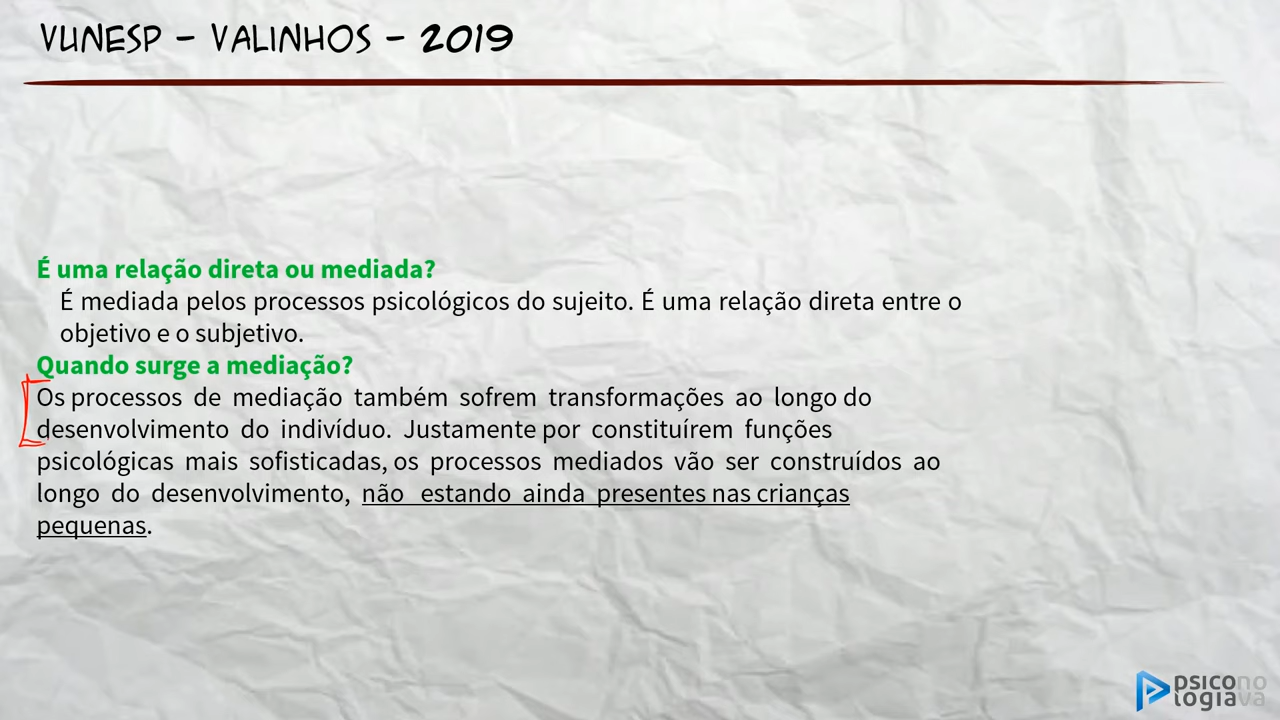 VUNESP - VALINHOS - 2019
É uma relação direta ou mediada?
É mediada pelos processos psicológicos do sujeito. É uma relação direta entre o
objetivo e o subjetivo.
Quando surge a mediação?
Os processos de mediação também sofrem transformações ao longo do
desenvolvimento do indivíduo. Justamente por constituírem funções
psicológicas mais sofisticadas, os processos mediados vão ser construídos ao
longo do desenvolvimento, não estando ainda presentes nas crianças
pequenas.
psicono
logiava